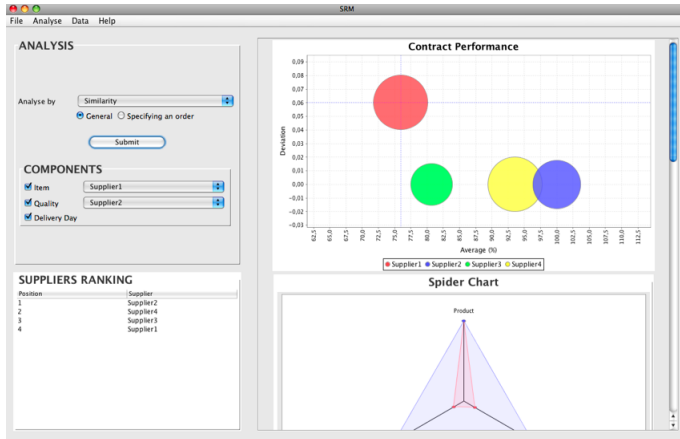 SRM
File Analyse Data Help
ANALYSIS
Analyse by Similarity
General Specifying an order
Submit
COMPONENTS
Item Supplier1
Quality Supplier2
Delivery Day
SUPPLIERS RANKING
Position Supplier
1 Supplier2
2 Supplier4
3 Supplier3
4 Supplier1
Contract Performance
0,09
0,08
0,07
0,06
0,05
0,04
0,03
0,02
0,01
0,00
-0,01
-0,02
-0,03
Deviation
62,5 65,0 67,5 70,0 72,5 75,0 77,5 80,0 82,5 85,0 87,5 90,0 92,5 95,0 97,5 100,0 102,5 105,0 107,5 110,0 112,5
Average (%)
Supplier1 Supplier2 Supplier3 Supplier4
Spider Chart
Product